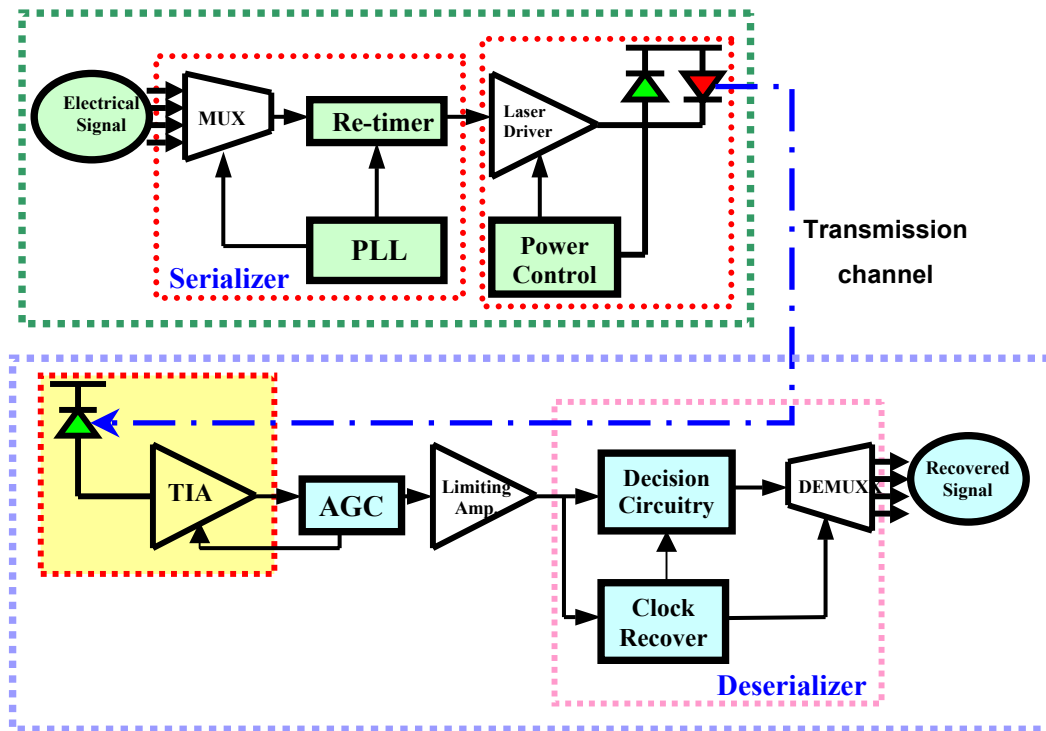 Electrical
Signal
MUX
Re-timer
Laser
Driver
PLL
Power
Control
Serializer
Transmission
channel
TIA
AGC
Limiting
Amp.
Decision
Circuitry
DEMUXX
Recovered
Signal
Clock
Recover
Deserializer